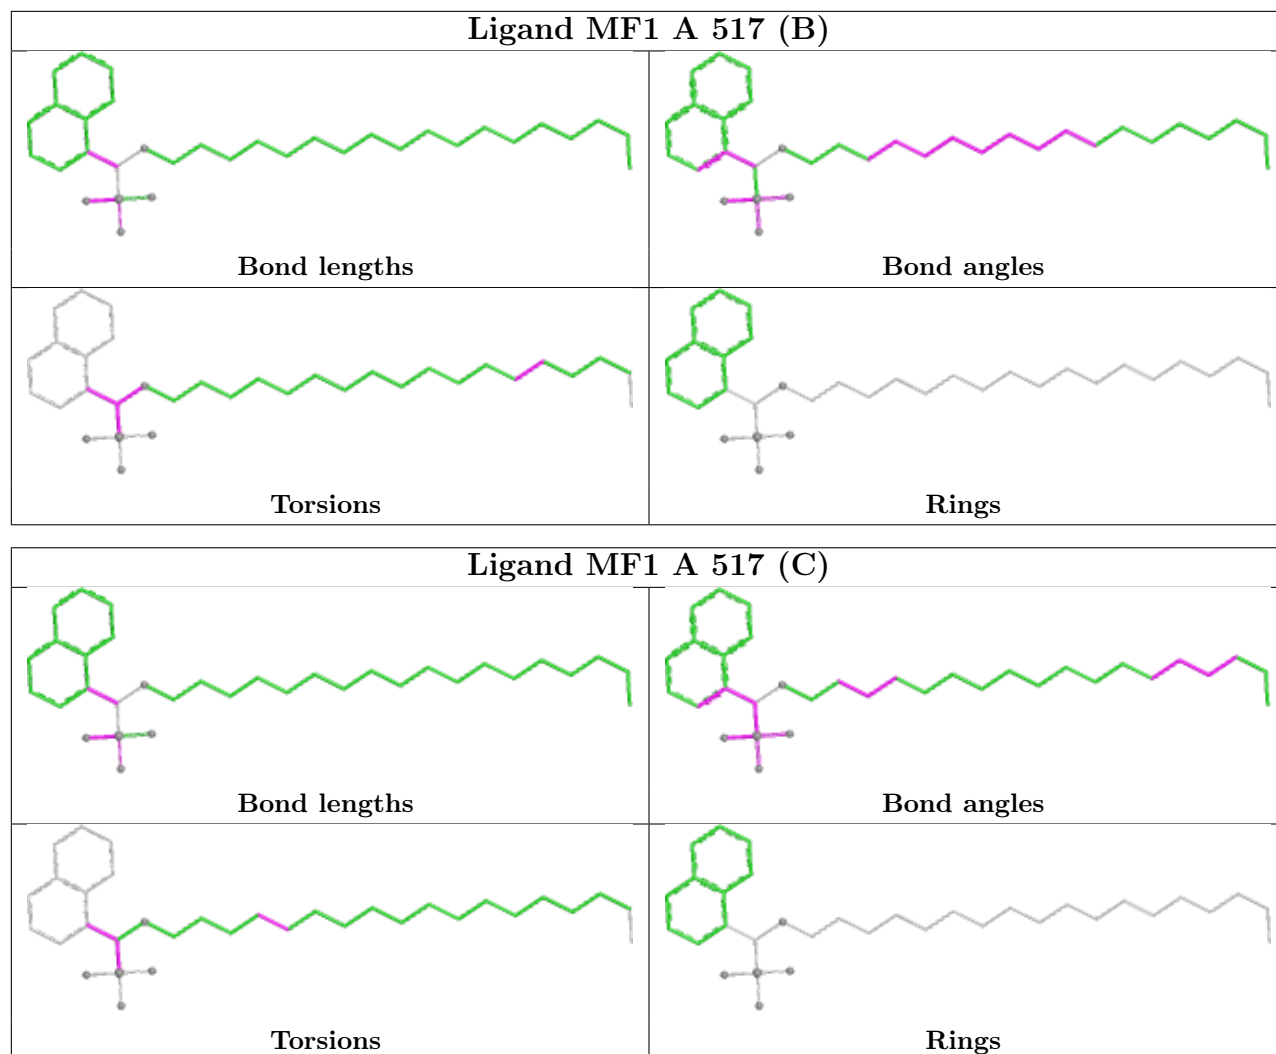 Ligand MF1 A 517 (B)
Bond lengths
Bond angles
Torsions
Rings
Ligand MF1 A 517 (C)
Bond lengths
Bond angles
Torsions
Rings